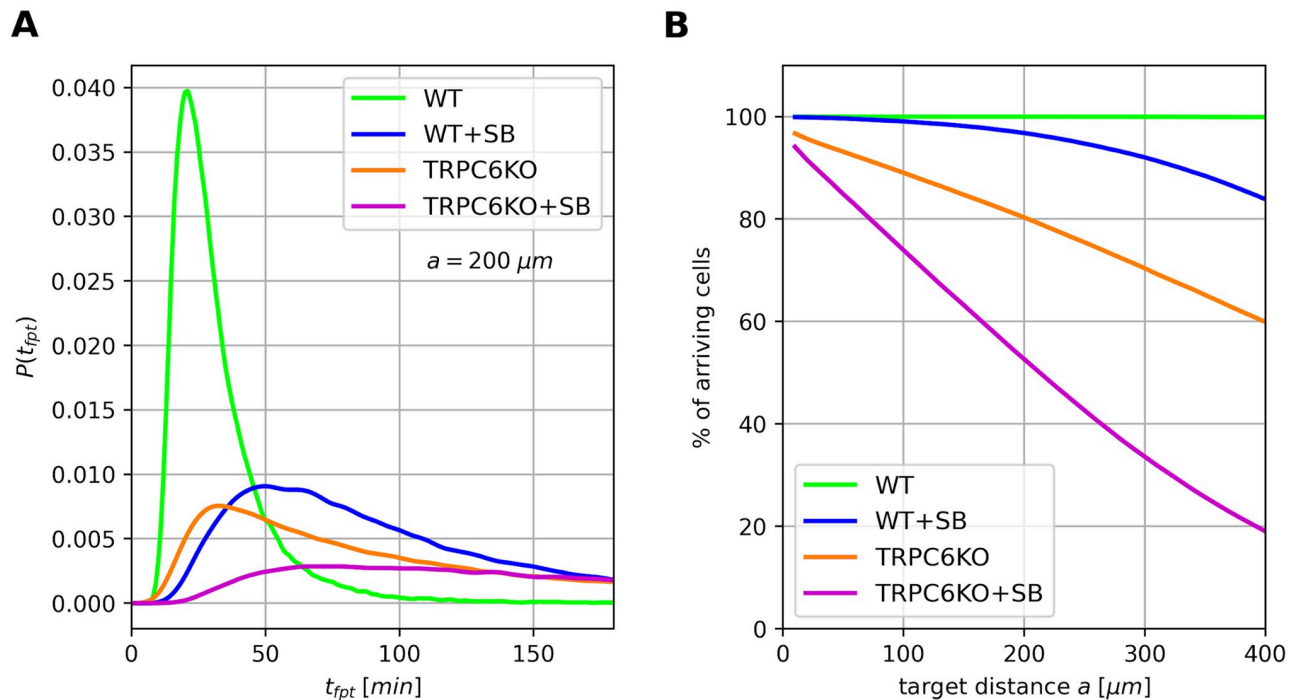 A
P(t_fpt)
0.040
0.035
0.030
0.025
0.020
0.015
0.010
0.005
0.000
WT
WT+SB
TRPC6KO
TRPC6KO+SB
a = 200 μm
0 50 100 150
t_fpt [min]
B
% of arriving cells
100
80
60
40
20
0
WT
WT+SB
TRPC6KO
TRPC6KO+SB
0 100 200 300 400
target distance a [μm]